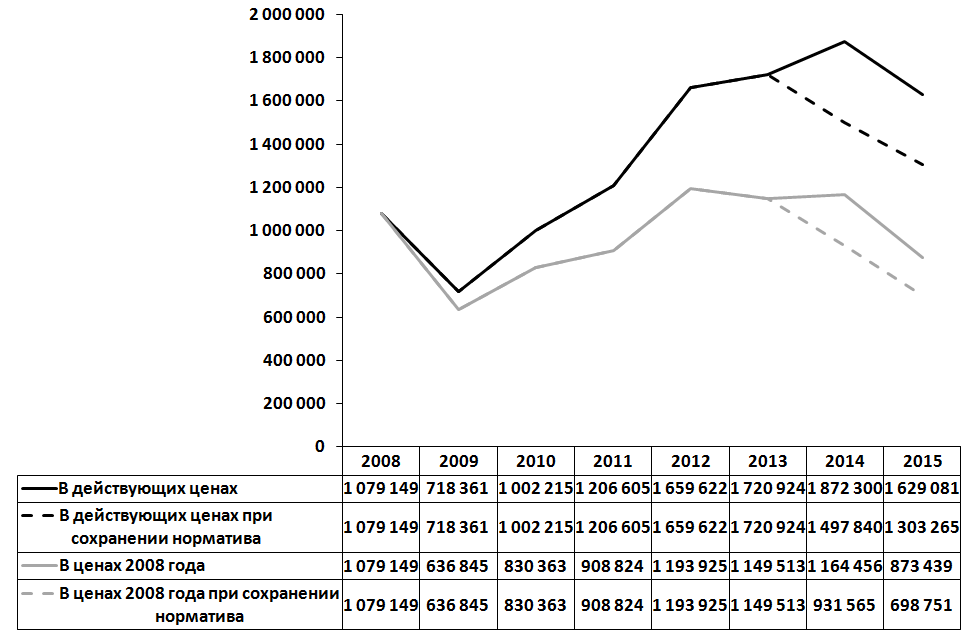 2 000 000
1 800 000
1 600 000
1 400 000
1 200 000
1 000 000
800 000
600 000
400 000
200 000
0
2008 2009 2010 2011 2012 2013 2014 2015
В действующих ценах 1 079 149 718 361 1 002 215 1 206 605 1 659 622 1 720 924 1 872 300 1 629 081
В действующих ценах при
сохранении норматива 1 079 149 718 361 1 002 215 1 206 605 1 659 622 1 720 924 1 497 840 1 303 265
В ценах 2008 года 1 079 149 636 845 830 363 908 824 1 193 925 1 149 513 1 164 456 873 439
В ценах 2008 года при сохранении
норматива 1 079 149 636 845 830 363 908 824 1 193 925 1 149 513 931 565 698 751